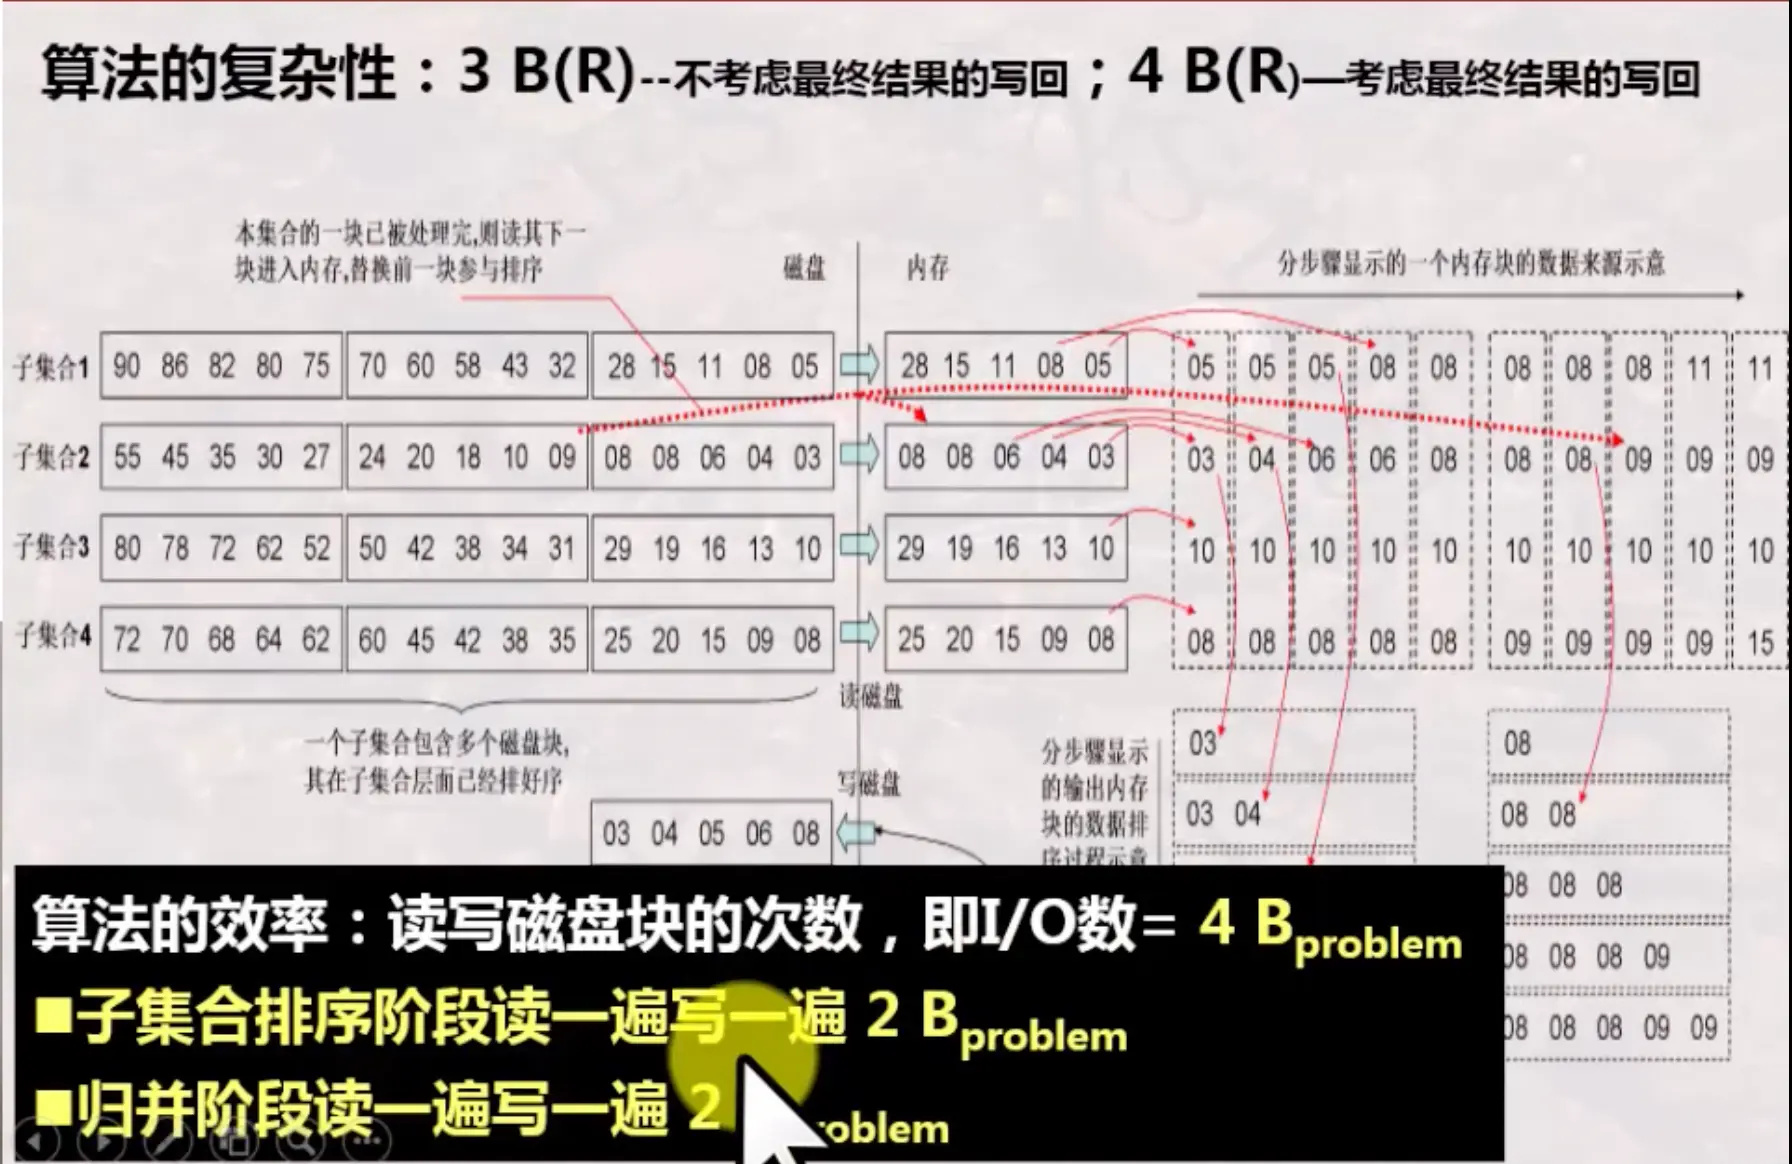 算法的复杂性：3 B(R)--不考虑最终结果的写回；4 B(R)—考虑最终结果的写回
本集合的一块已被处理完,则读其下一
块进入内存,替换前一块参与排序
磁盘
内存
分步骤显示的一个内存块的数据来源示意
子集合1 90 86 82 80 75 70 60 58 43 32 28 15 11 08 05 28 15 11 08 05 05 05 05 08 08 08 08 08 11 11
子集合2 55 45 35 30 27 24 20 18 10 09 08 08 06 04 03 08 08 06 04 03 03 04 06 06 08 08 08 09 09 09
子集合3 80 78 72 62 52 50 42 38 34 31 29 19 16 13 10 29 19 16 13 10 10 10 10 10 10 10 10 10 10 10
子集合4 72 70 68 64 62 60 45 42 38 35 25 20 15 09 08 25 20 15 09 08 08 08 08 08 08 09 09 09 09 15
读磁盘
一个子集合包含多个磁盘块,
其在子集合层面已经排好序
写磁盘
03 04 05 06 08
分步骤显示
的输出内存
块的数据排
序过程示意
03
03 04
08
08 08
08 08 08
08 08 08 09
08 08 08 09 09
算法的效率：读写磁盘块的次数，即I/O数= 4 Bproblem
■子集合排序阶段读一遍写一遍 2 Bproblem
■归并阶段读一遍写一遍 2 roblem